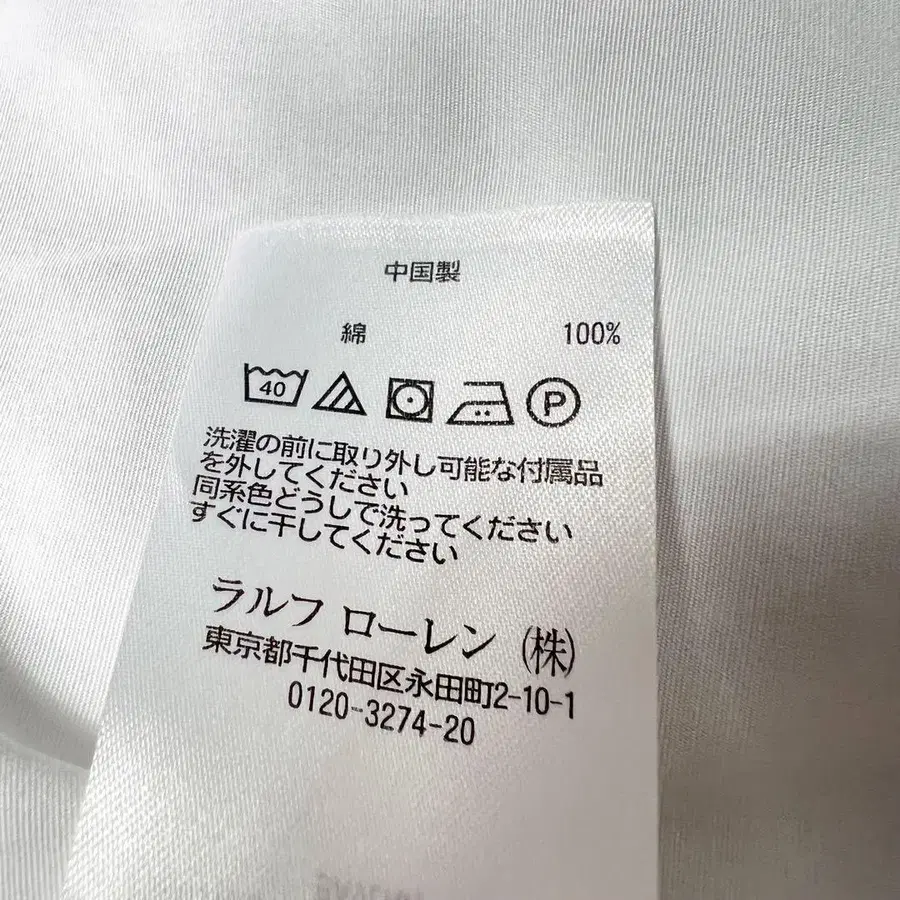 中国製
綿 100%
40
P
洗濯の前に取り外し可能な付属品
を外してください
同系色どうしで洗ってください
すぐに干してください
ラルフ ローレン (株)
東京都千代田区永田町2-10-1
0120-3274-20